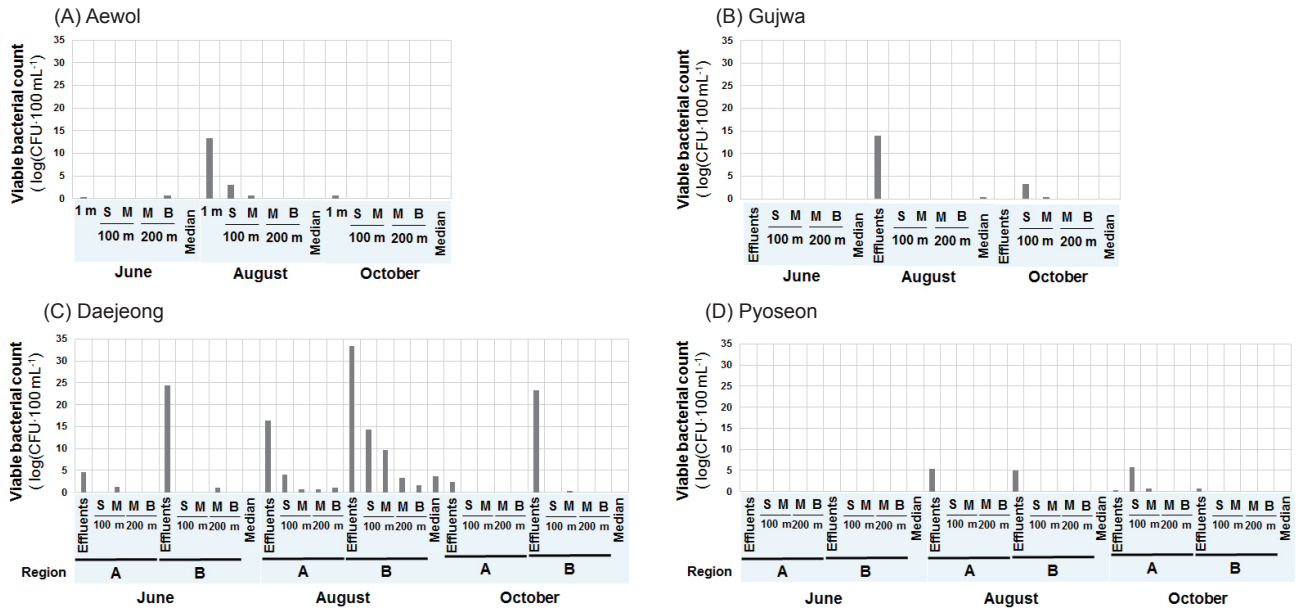 (A) Aewol
Viable bacterial count
( log(CFU·100 mL-1)
35
30
25
20
15
10
5
0
1 m S M M B Median 1 m S M M B Median 1 m S M M B Median
100 m 200 m 100 m 200 m 100 m 200 m
June August October
(B) Gujwa
Viable bacterial count
( log(CFU·100 mL-1)
35
30
25
20
15
10
5
0
Effluents S M M B Median Effluents S M M B Median Effluents S M M B Median
100 m 200 m 100 m 200 m 100 m 200 m
June August October
(C) Daejeong
Viable bacterial count
( log(CFU·100 mL-1)
35
30
25
20
15
10
5
0
Effluents S M M B Effluents S M M B Median Effluents S M M B Effluents S M M B Median Effluents S M M B Effluents S M M B Median
100 m 200 m 100 m 200 m 100 m 200 m 100 m 200 m 100 m 200 m 100 m 200 m
Region A B A B A B
June August October
(D) Pyoseon
Viable bacterial count
( log(CFU·100 mL-1)
35
30
25
20
15
10
5
0
Effluents S M M B Effluents S M M B Median Effluents S M M B Effluents S M M B Median Effluents S M M B Effluents S M M B Median
100 m 200 m 100 m 200 m 100 m 200 m 100 m 200 m 100 m 200 m 100 m 200 m
Region A B A B A B
June August October